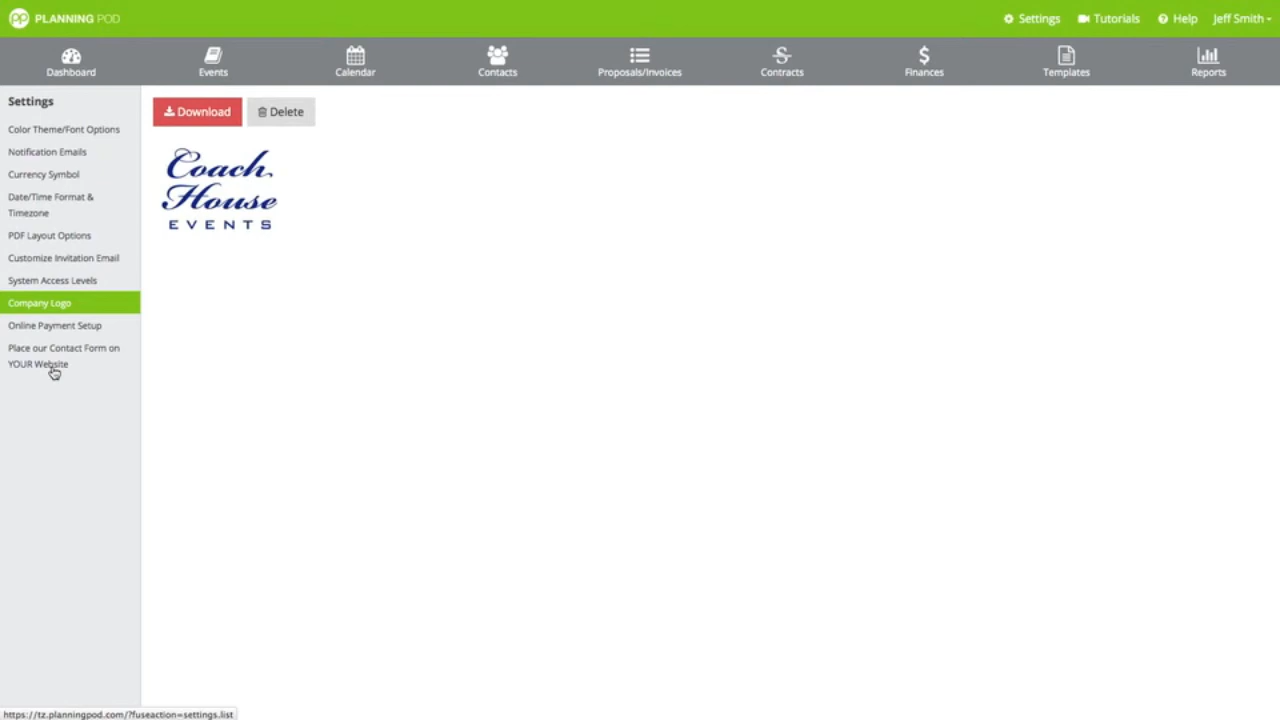 PLANNING POD
Settings
Tutorials
Help
Jeff Smith
Dashboard
Events
Calendar
Contacts
Proposals/Invoices
Contracts
Finances
Templates
Reports
Settings
Color Theme/Font Options
Notification Emails
Currency Symbol
Date/Time Format &
Timezone
PDF Layout Options
Customize Invitation Email
System Access Levels
Company Logo
Online Payment Setup
Place our Contact Form on
YOUR Website
Download
Delete
Coach
House
EVENTS
https://tz.planningpod.com/?fuseaction=settings.list